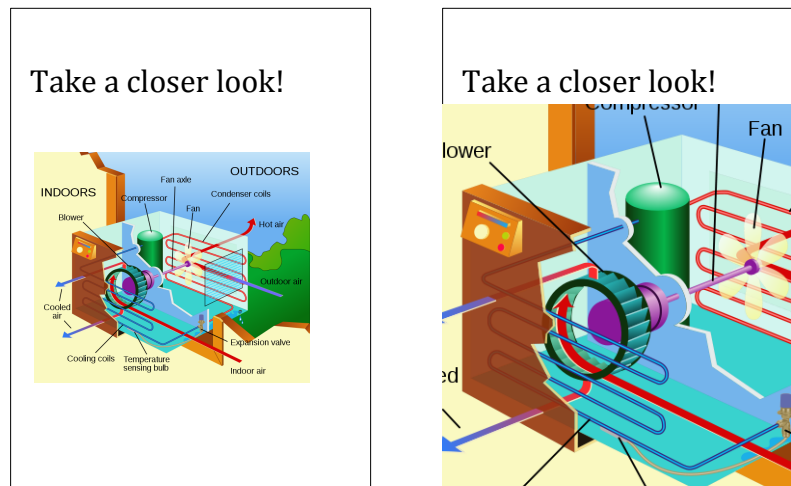 Take a closer look!
OUTDOORS
INDOORS
Fan axle
Condenser coils
Compressor
Fan
Blower
Hot air
Outdoor air
Cooled
air
Expansion valve
Cooling coils
Temperature
sensing bulb
Indoor air
Take a closer look!
Compressor
Fan
lower
ed